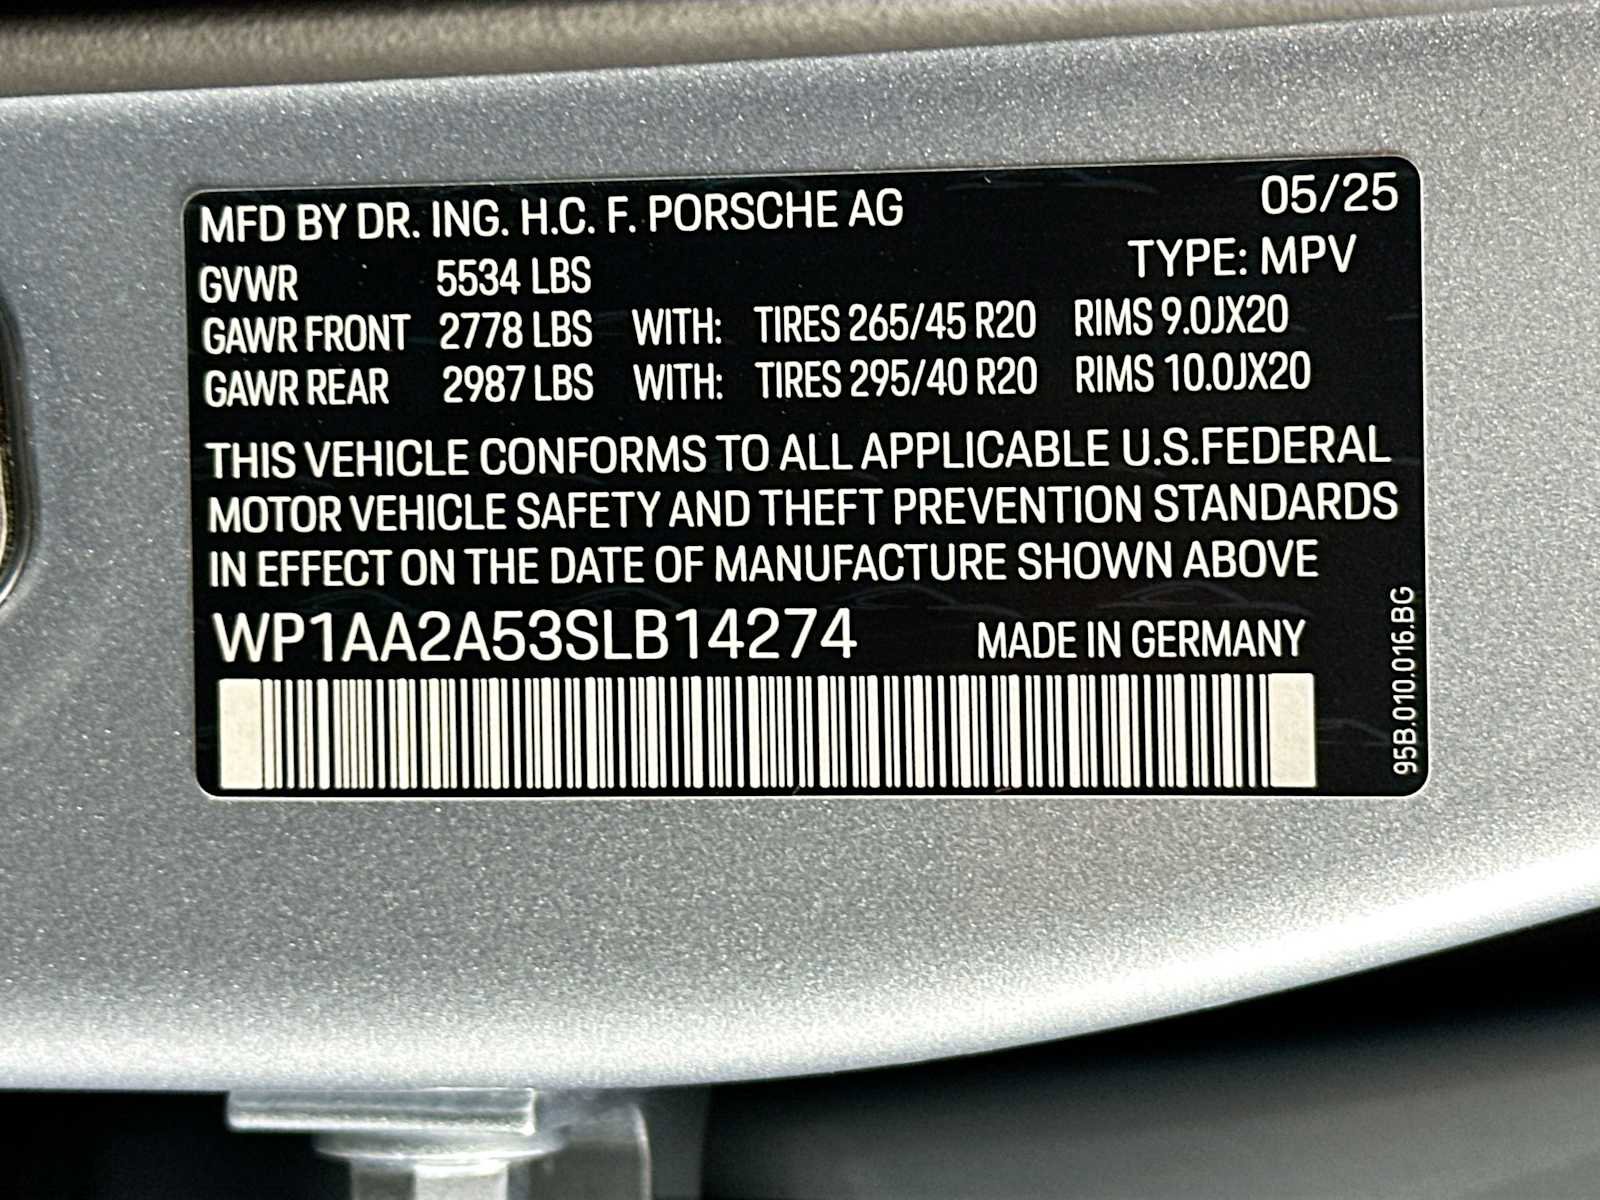 MFD BY DR. ING. H.C. F. PORSCHE AG 05/25
GVWR 5534 LBS TYPE: MPV
GAWR FRONT 2778 LBS WITH: TIRES 265/45 R20 RIMS 9.0JX20
GAWR REAR 2987 LBS WITH: TIRES 295/40 R20 RIMS 10.0JX20
THIS VEHICLE CONFORMS TO ALL APPLICABLE U.S.FEDERAL
MOTOR VEHICLE SAFETY AND THEFT PREVENTION STANDARDS
IN EFFECT ON THE DATE OF MANUFACTURE SHOWN ABOVE
WP1AA2A53SLB14274 MADE IN GERMANY
95B.010.016.BG